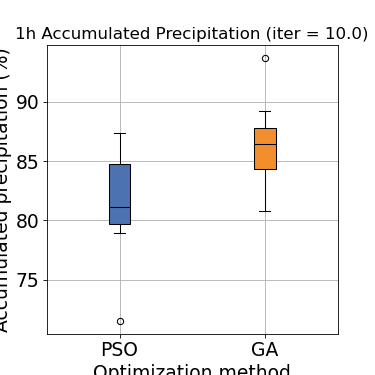 1h Accumulated Precipitation (iter = 10.0)
Accumulated precipitation (%)
90
85
80
75
PSO GA
Optimization method